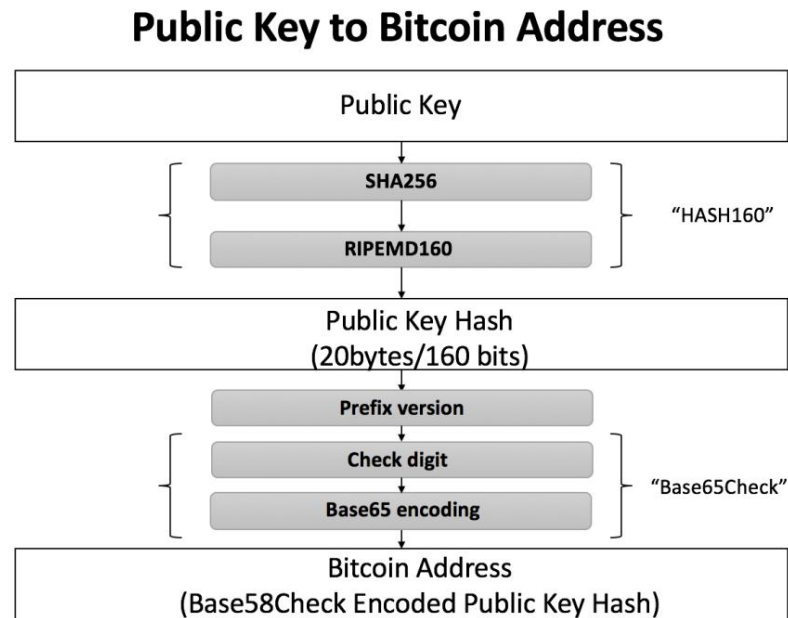 Public Key to Bitcoin Address
Public Key
SHA256
"HASH160"
RIPEMD160
Public Key Hash
(20bytes/160 bits)
Prefix version
Check digit
“Base65Check”
Base65 encoding
Bitcoin Address
(Base58Check Encoded Public Key Hash)